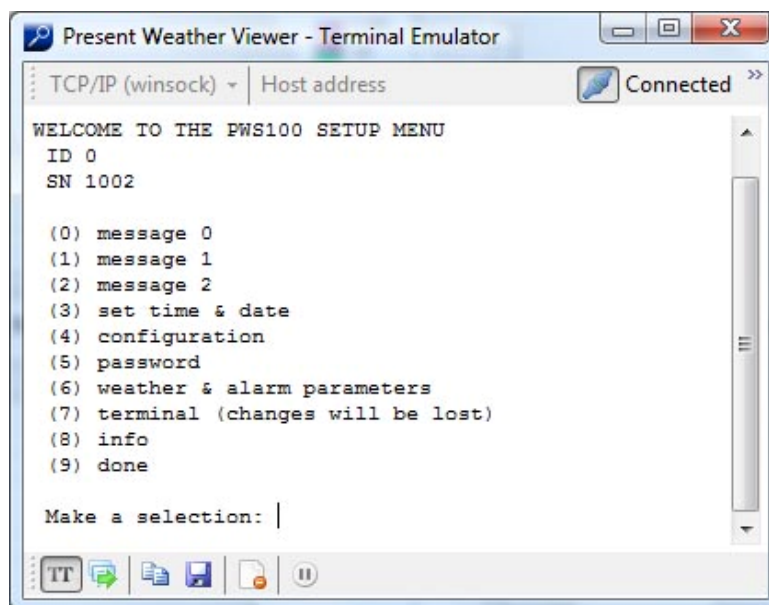 Present Weather Viewer - Terminal Emulator
TCP/IP (winsock) Host address Connected
WELCOME TO THE PWS100 SETUP MENU
ID 0
SN 1002
(0) message 0
(1) message 1
(2) message 2
(3) set time & date
(4) configuration
(5) password
(6) weather & alarm parameters
(7) terminal (changes will be lost)
(8) info
(9) done
Make a selection:
TT